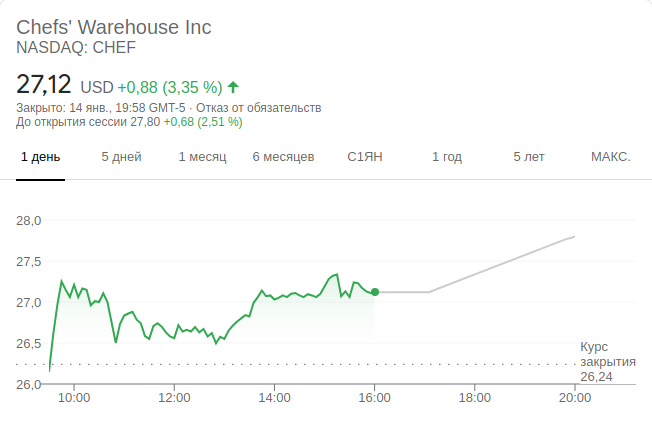 Chefs' Warehouse Inc
NASDAQ: CHEF
27,12 USD +0,88 (3,35 %)
Закрыто: 14 янв., 19:58 GMT-5 · Отказ от обязательств
До открытия сессии 27,80 +0,68 (2,51 %)
1 день 5 дней 1 месяц 6 месяцев С1ЯН 1 год 5 лет МАКС.
28,0
27,5
27,0
26,5
26,0
Курс
закрытия
26,24
10:00 12:00 14:00 16:00 18:00 20:00